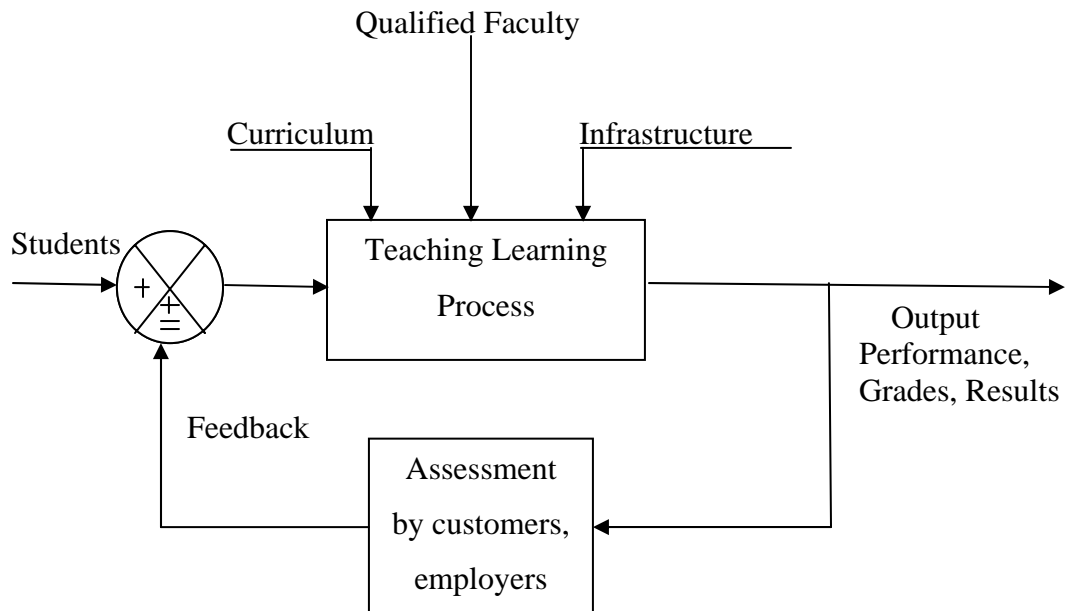 Qualified Faculty
Curriculum
Infrastructure
Students
Teaching Learning
Process
+
+
=
Output
Performance,
Grades, Results
Feedback
Assessment
by customers,
employers